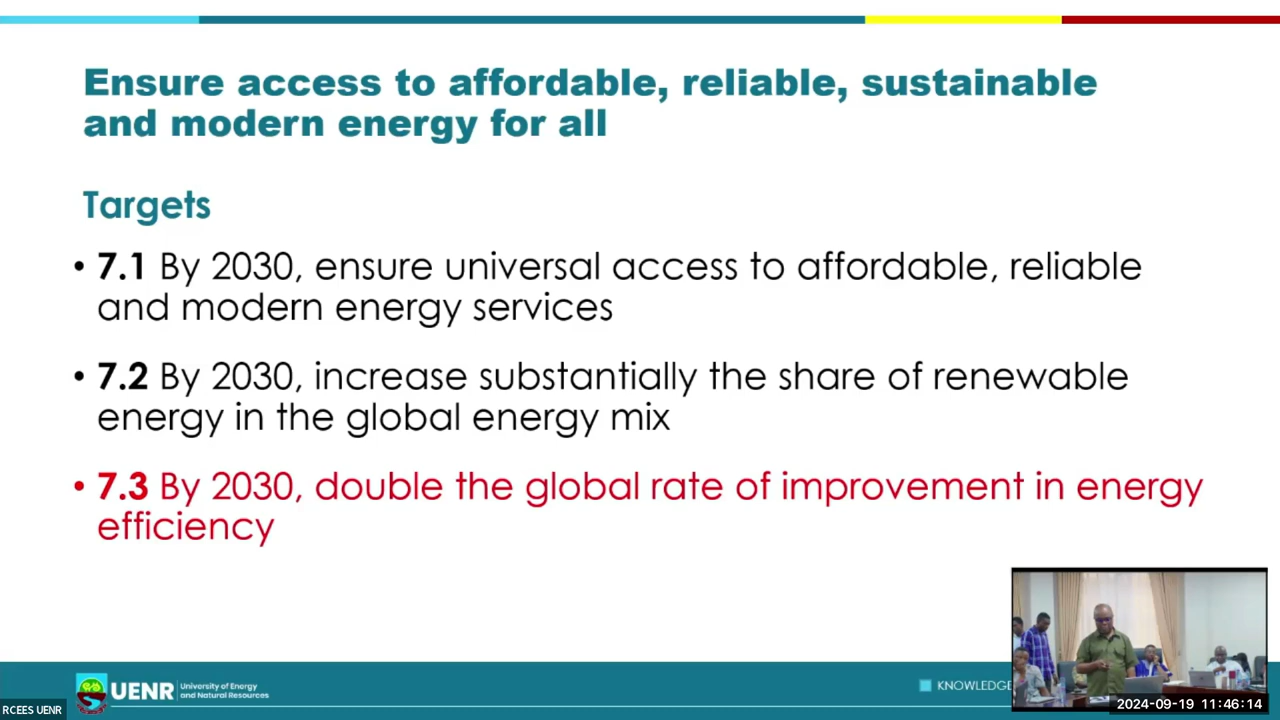 Ensure access to affordable, reliable, sustainable
and modern energy for all
Targets
• 7.1 By 2030, ensure universal access to affordable, reliable
and modern energy services
• 7.2 By 2030, increase substantially the share of renewable
energy in the global energy mix
• 7.3 By 2030, double the global rate of improvement in energy
efficiency
UENR University of Energy
and Natural Resources
KNOWLEDGE
RCEES UENR
2024-09-19 11:46:14